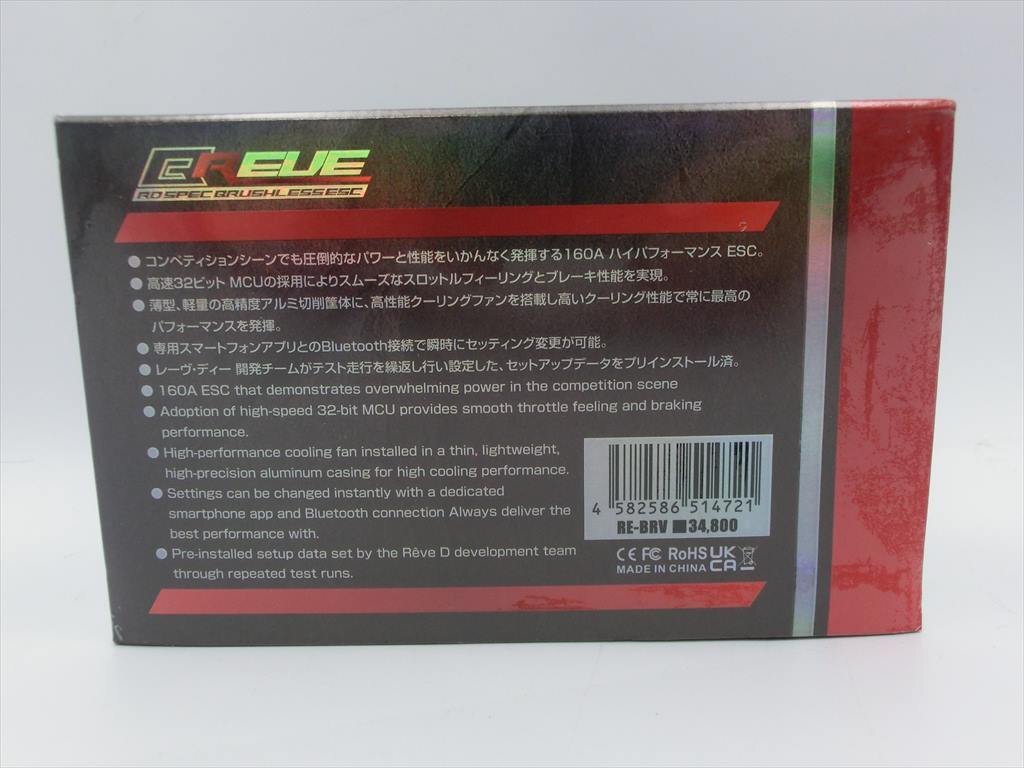 REVE
RD SPEC BRUSHLESS ESC
● コンペティションシーンでも圧倒的なパワーと性能をいかんなく発揮する160A ハイパフォーマンス ESC。
● 高速32ビット MCUの採用によりスムーズなスロットルフィーリングとブレーキ性能を実現。
● 薄型、軽量の高精度アルミ切削筐体に、高性能クーリングファンを搭載し高いクーリング性能で常に最高の
パフォーマンスを発揮。
● 専用スマートフォンアプリとのBluetooth接続で瞬時にセッティング変更が可能。
● レーヴ・ディー 開発チームがテスト走行を繰返し行い設定した、セットアップデータをプリインストール済。
● 160A ESC that demonstrates overwhelming power in the competition scene
● Adoption of high-speed 32-bit MCU provides smooth throttle feeling and braking
performance.
● High-performance cooling fan installed in a thin, lightweight,
high-precision aluminum casing for high cooling performance.
● Settings can be changed instantly with a dedicated
smartphone app and Bluetooth connection Always deliver the
best performance with.
● Pre-installed setup data set by the Rêve D development team
through repeated test runs.
4 582586 514721
RE-BRV ■34,800
CE FC RoHS UK
CA
MADE IN CHINA